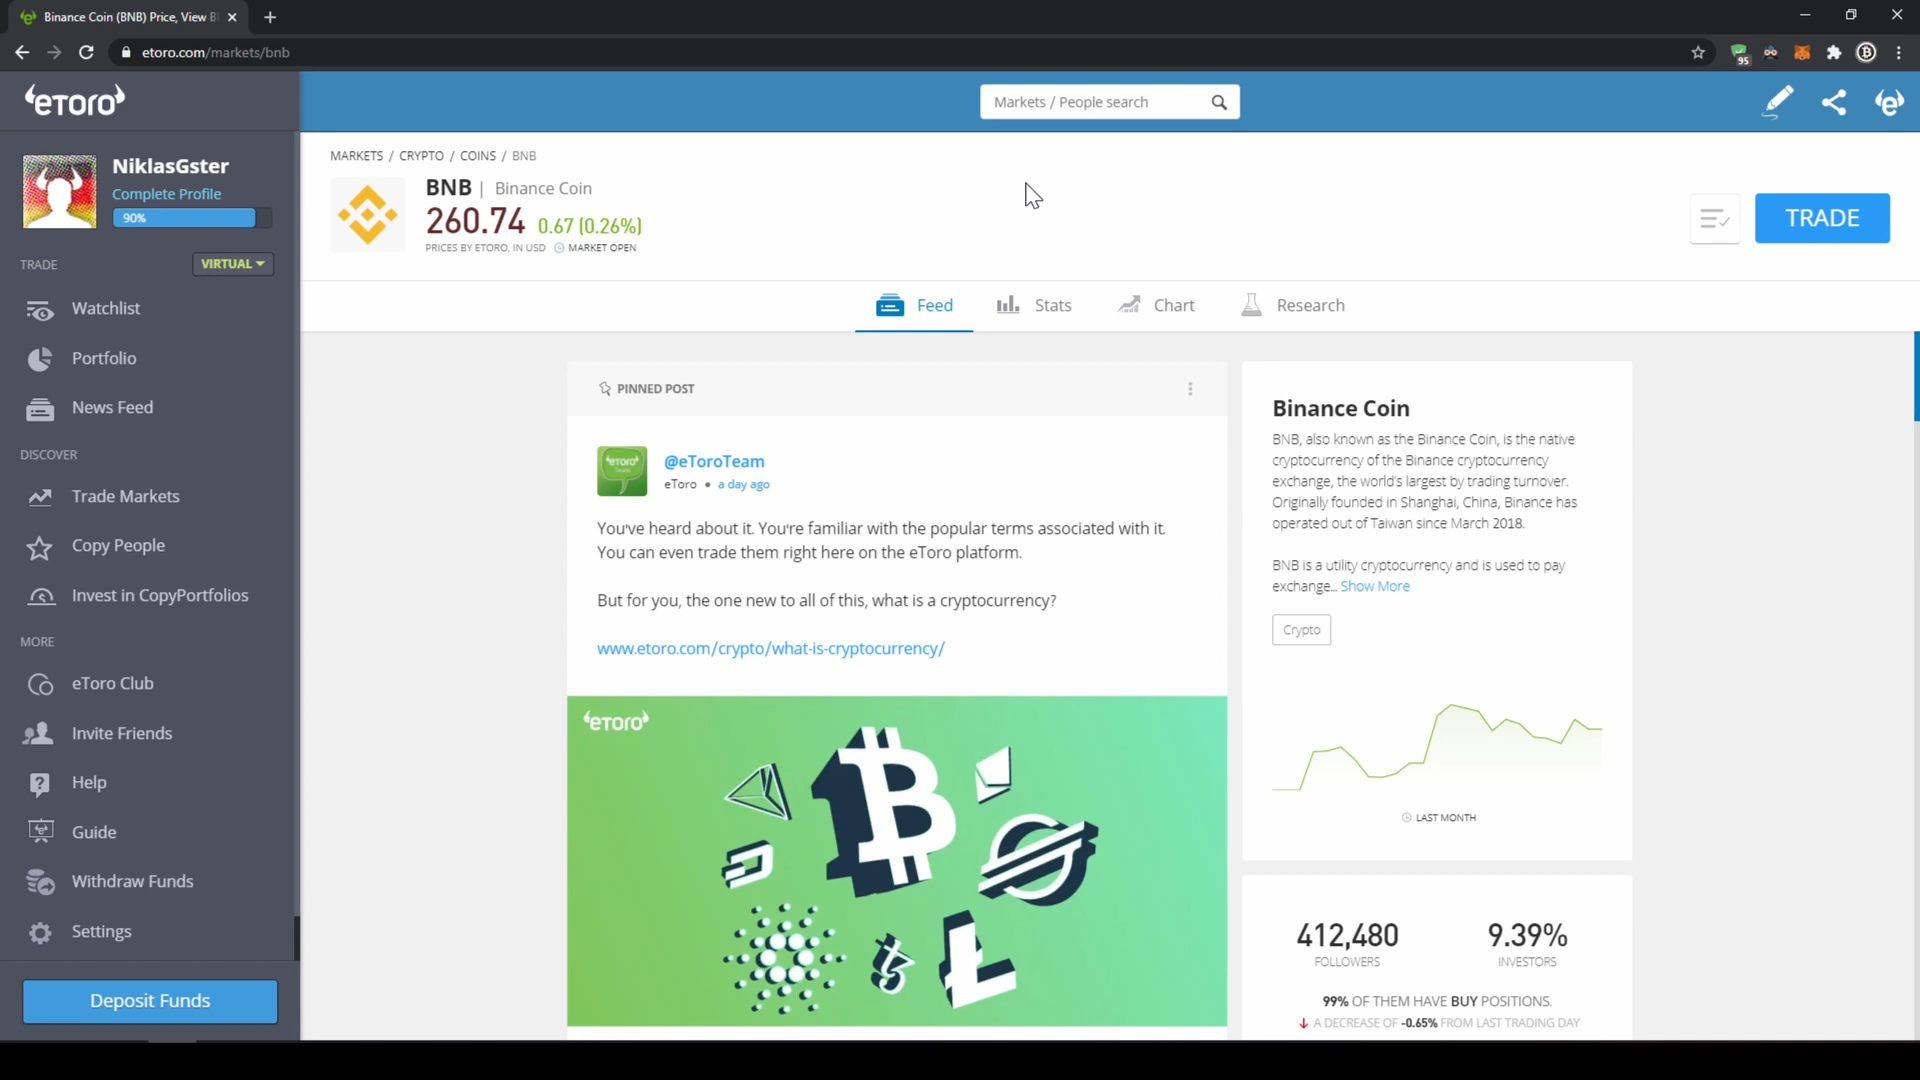 Binance Coin (BNB) Price, View B
etoro.com/markets/bnb
95
eToro
Markets / People search
NiklasGster
Complete Profile
90%
TRADE
VIRTUAL
Watchlist
Portfolio
News Feed
DISCOVER
Trade Markets
Copy People
Invest in CopyPortfolios
MORE
eToro Club
Invite Friends
Help
Guide
Withdraw Funds
Settings
Deposit Funds
MARKETS / CRYPTO / COINS / BNB
BNB | Binance Coin
260.74 0.67 (0.26%)
PRICES BY ETORO, IN USD MARKET OPEN
TRADE
Feed
Stats
Chart
Research
PINNED POST
@eToroTeam
eToro • a day ago
You've heard about it. You're familiar with the popular terms associated with it.
You can even trade them right here on the eToro platform.
But for you, the one new to all of this, what is a cryptocurrency?
www.etoro.com/crypto/what-is-cryptocurrency/
eToro
Binance Coin
BNB, also known as the Binance Coin, is the native
cryptocurrency of the Binance cryptocurrency
exchange, the world's largest by trading turnover.
Originally founded in Shanghai, China, Binance has
operated out of Taiwan since March 2018.
BNB is a utility cryptocurrency and is used to pay
exchange... Show More
Crypto
LAST MONTH
412,480
FOLLOWERS
9.39%
INVESTORS
99% OF THEM HAVE BUY POSITIONS.
A DECREASE OF -0.65% FROM LAST TRADING DAY